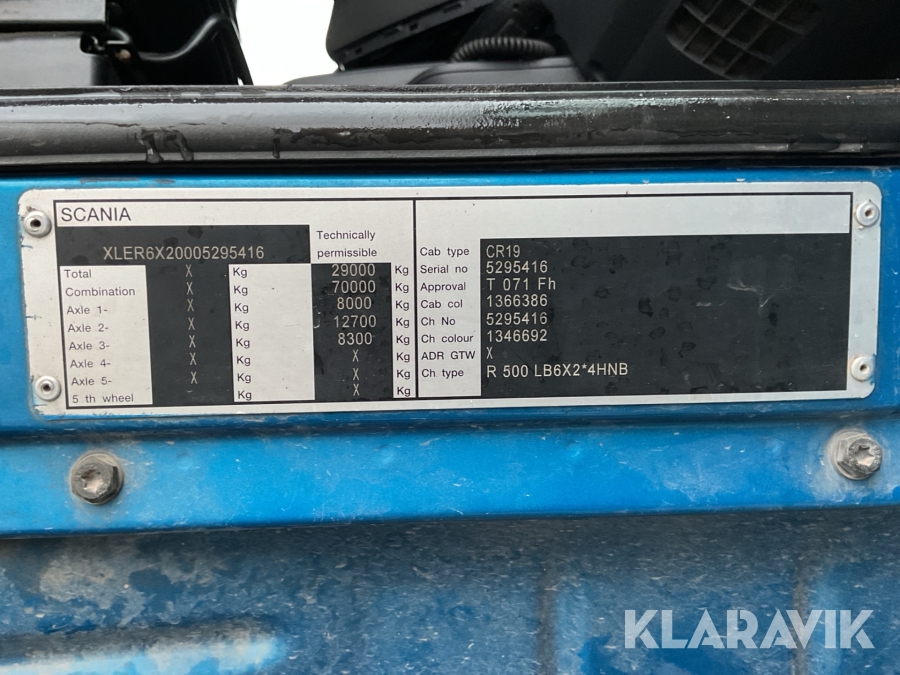 SCANIA
XLER6X20005295416
Technically
permissible
Total X Kg 29000 Kg
Combination X Kg 70000 Kg
Axle 1- X Kg 8000 Kg
Axle 2- X Kg 12700 Kg
Axle 3- X Kg 8300 Kg
Axle 4- X Kg X Kg
Axle 5- X Kg X Kg
5 th wheel Kg X Kg
Cab type CR19
Serial no 5295416
Approval T 071 Fh
Cab col 1366386
Ch No 5295416
Ch colour 1346692
ADR GTW X
Ch type R 500 LB6X2*4HNB
KLARAVIK